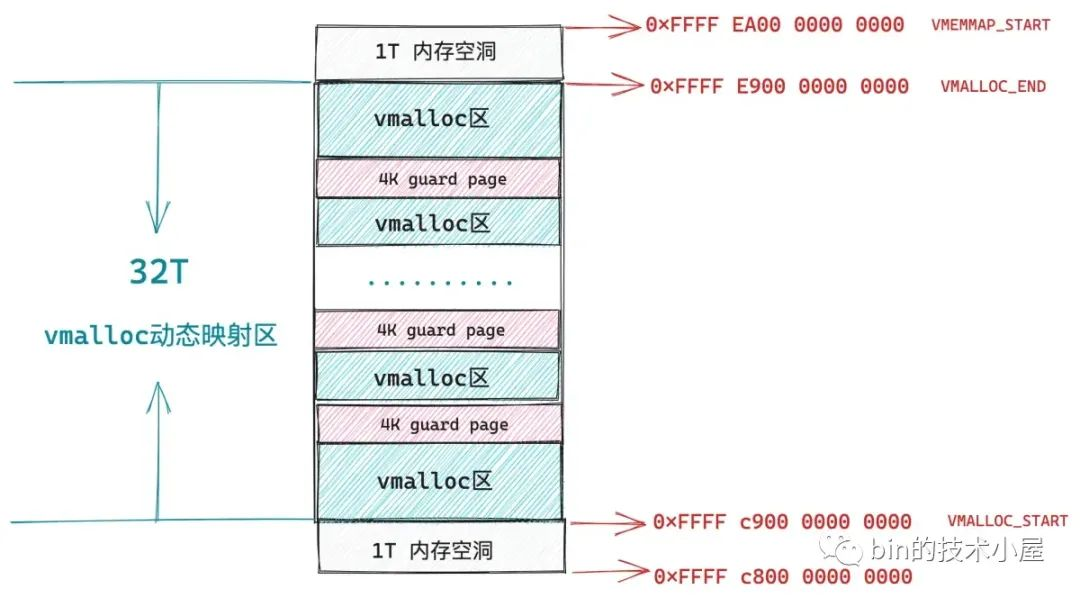 0×FFFF EA00 0000 0000 VMEMMAP_START
1T 内存空洞
0×FFFF E900 0000 0000 VMALLOC_END
vmalloc区
4K guard page
vmalloc区
..........
32T
vmalloc动态映射区
4K guard page
vmalloc区
4K guard page
vmalloc区
0×FFFF c900 0000 0000 VMALLOC_START
1T 内存空洞
bin的技术小屋
0×FFFF c800 0000 0000